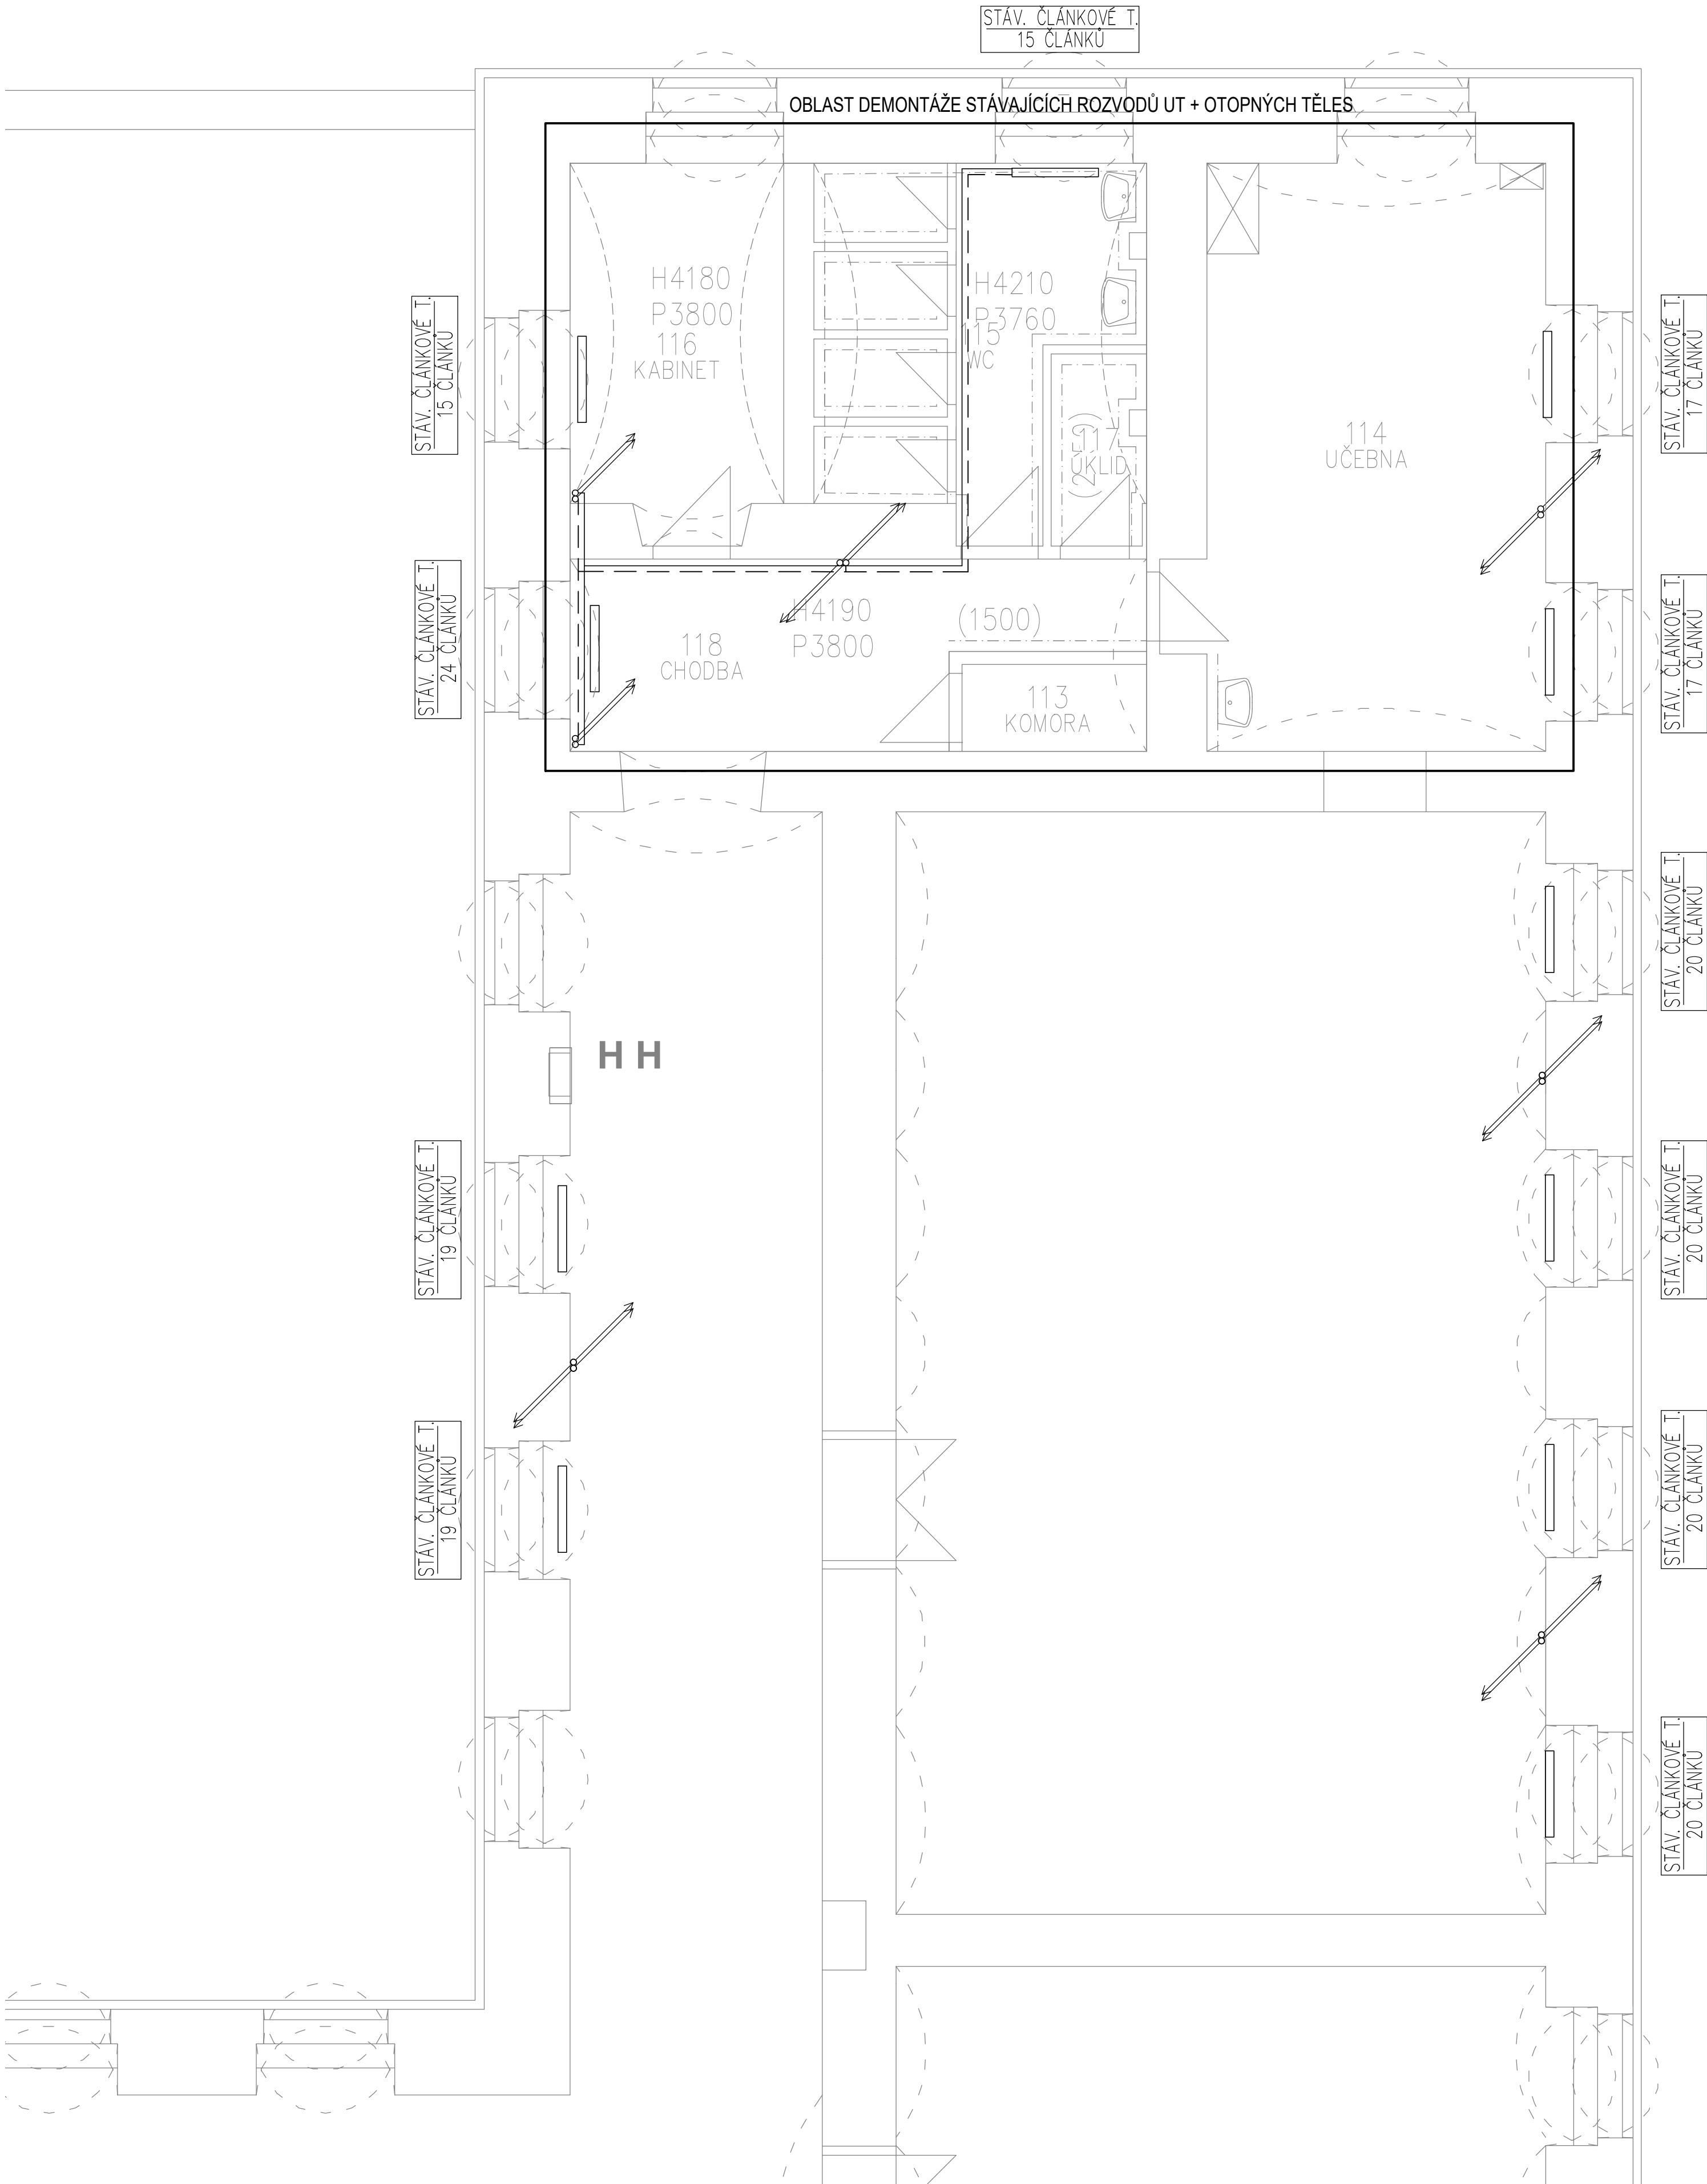 STÁV. ČLÁNKOVÉ T.
15 ČLÁNKŮ
OBLAST DEMONTÁŽE STÁVAJÍCÍCH ROZVODŮ UT + OTOPNÝCH TĚLES
STÁV. ČLÁNKOVÉ T.
15 ČLÁNKŮ
H4180
P3800
116
KABINET
H4210
P3760
115
WC
117
ÚKLID
114
UČEBNA
STÁV. ČLÁNKOVÉ T.
17 ČLÁNKŮ
STÁV. ČLÁNKOVÉ T.
24 ČLÁNKŮ
118
CHODBA
H4190
P3800
(1500)
113
KOMORA
STÁV. ČLÁNKOVÉ T.
17 ČLÁNKŮ
STÁV. ČLÁNKOVÉ T.
20 ČLÁNKŮ
H H
STÁV. ČLÁNKOVÉ T.
19 ČLÁNKŮ
STÁV. ČLÁNKOVÉ T.
20 ČLÁNKŮ
STÁV. ČLÁNKOVÉ T.
19 ČLÁNKŮ
STÁV. ČLÁNKOVÉ T.
20 ČLÁNKŮ
STÁV. ČLÁNKOVÉ T.
20 ČLÁNKŮ